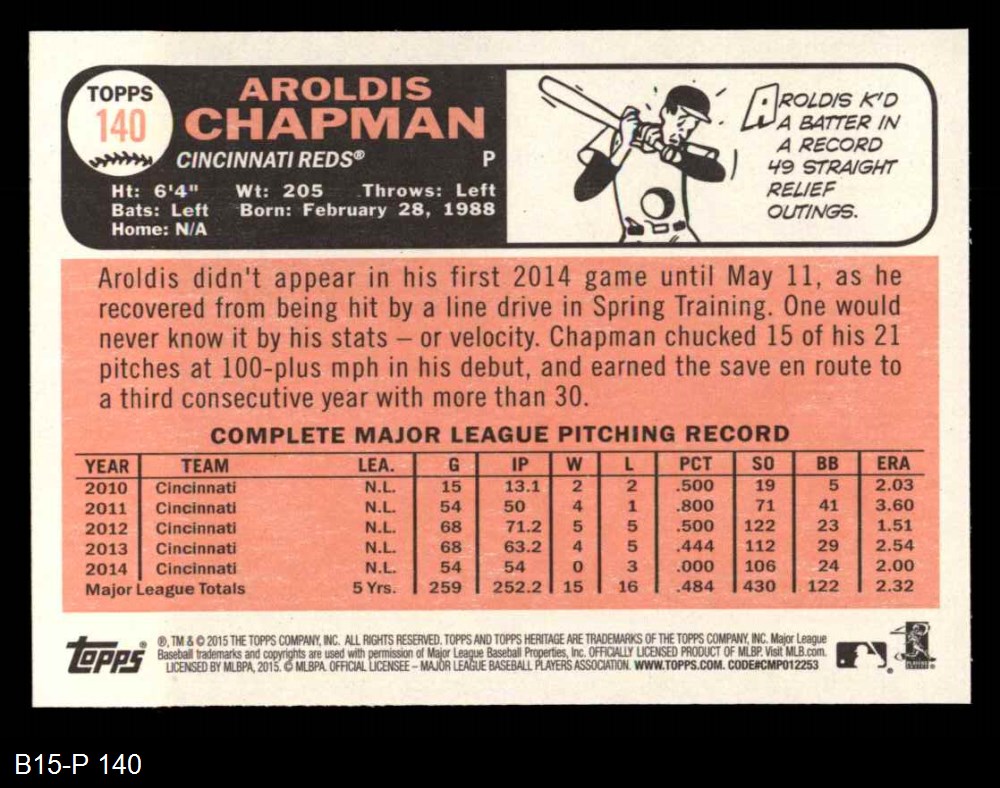 TOPPS
140
AROLDIS
CHAPMAN
CINCINNATI REDS® P
Ht: 6'4" Wt: 205 Throws: Left
Bats: Left Born: February 28, 1988
Home: N/A
AROLDIS K'D
A BATTER IN
A RECORD
49 STRAIGHT
RELIEF
OUTINGS.
Aroldis didn't appear in his first 2014 game until May 11, as he
recovered from being hit by a line drive in Spring Training. One would
never know it by his stats – or velocity. Chapman chucked 15 of his 21
pitches at 100-plus mph in his debut, and earned the save en route to
a third consecutive year with more than 30.
COMPLETE MAJOR LEAGUE PITCHING RECORD
YEAR TEAM LEA. G IP W L PCT SO BB ERA
2010 Cincinnati N.L. 15 13.1 2 2 .500 19 5 2.03
2011 Cincinnati N.L. 54 50 4 1 .800 71 41 3.60
2012 Cincinnati N.L. 68 71.2 5 5 .500 122 23 1.51
2013 Cincinnati N.L. 68 63.2 4 5 .444 112 29 2.54
2014 Cincinnati N.L. 54 54 0 3 .000 106 24 2.00
Major League Totals 5 Yrs. 259 252.2 15 16 .484 430 122 2.32
Topps®
®, TM & © 2015 THE TOPPS COMPANY, INC. ALL RIGHTS RESERVED. TOPPS AND TOPPS HERITAGE ARE TRADEMARKS OF THE TOPPS COMPANY, INC. Major League
Baseball trademarks and copyrights are used with permission of Major League Baseball Properties, Inc. OFFICIALLY LICENSED PRODUCT OF MLBP. Visit MLB.com.
LICENSED BY MLBPA, 2015. © MLBPA. OFFICIAL LICENSEE – MAJOR LEAGUE BASEBALL PLAYERS ASSOCIATION. WWW.TOPPS.COM. CODE#CMP012253
B15-P 140